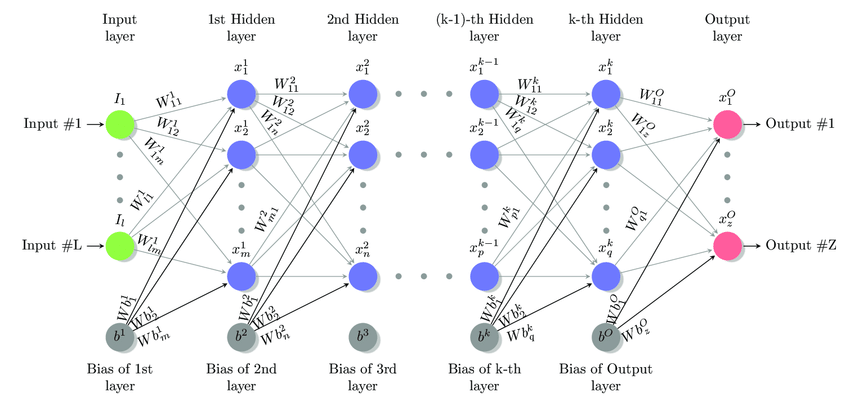 Input layer
1st Hidden layer
2nd Hidden layer
(k-1)-th Hidden layer
k-th Hidden layer
Output layer
I_1
x_1^1
x_1^2
x_1^{k-1}
x_1^k
x_1^O
Input #1
W_{11}^1
W_{12}^1
W_{1m}^1
W_{11}^2
W_{12}^2
W_{1n}^2
W_{11}^k
W_{12}^k
W_{1q}^k
W_{11}^O
W_{1z}^O
Output #1
x_2^1
x_2^2
x_2^{k-1}
x_2^k
I_l
Input #L
W_{l1}^1
W_{lm}^1
W_{m1}^2
W_{p1}^k
W_{q1}^O
x_z^O
Output #Z
x_m^1
x_n^2
x_p^{k-1}
x_q^k
Wb_1^1
Wb_2^1
Wb_m^1
Wb_1^2
Wb_2^2
Wb_n^2
Wb_1^k
Wb_2^k
Wb_q^k
Wb_1^O
Wb_z^O
b^1
b^2
b^3
b^k
b^O
Bias of 1st layer
Bias of 2nd layer
Bias of 3rd layer
Bias of k-th layer
Bias of Output layer